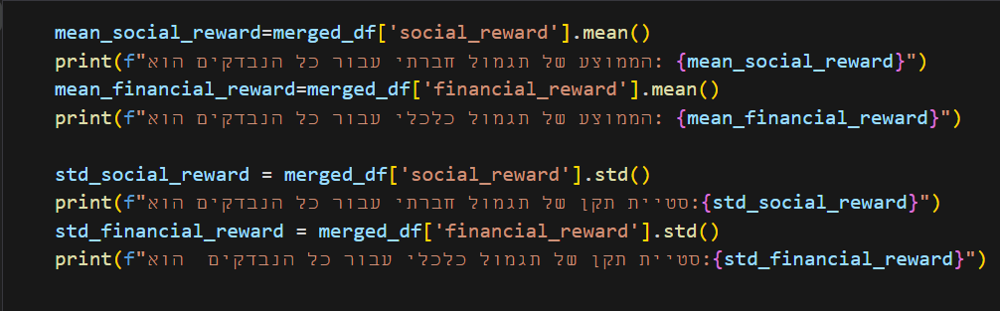 mean_social_reward=merged_df['social_reward'].mean()
print(f"הממוצע של תגמול חברתי עבור כל הנבדקים הוא: {mean_social_reward}")
mean_financial_reward=merged_df['financial_reward'].mean()
print(f"הממוצע של תגמול כלכלי עבור כל הנבדקים הוא: {mean_financial_reward}")
std_social_reward = merged_df['social_reward'].std()
print(f"סטיית תקן של תגמול חברתי עבור כל הנבדקים הוא:{std_social_reward}")
std_financial_reward = merged_df['financial_reward'].std()
print(f"סטיית תקן של תגמול כלכלי עבור כל הנבדקים  הוא:{std_financial_reward}")